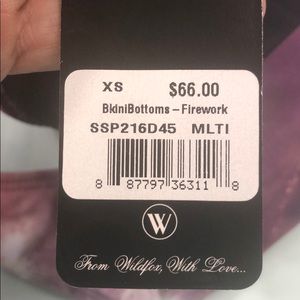 XS $66.00
BkiniBottoms – Firework
SSP216D45 MLTI
8 87797 36311 8
W
From Wildfox, With Love...